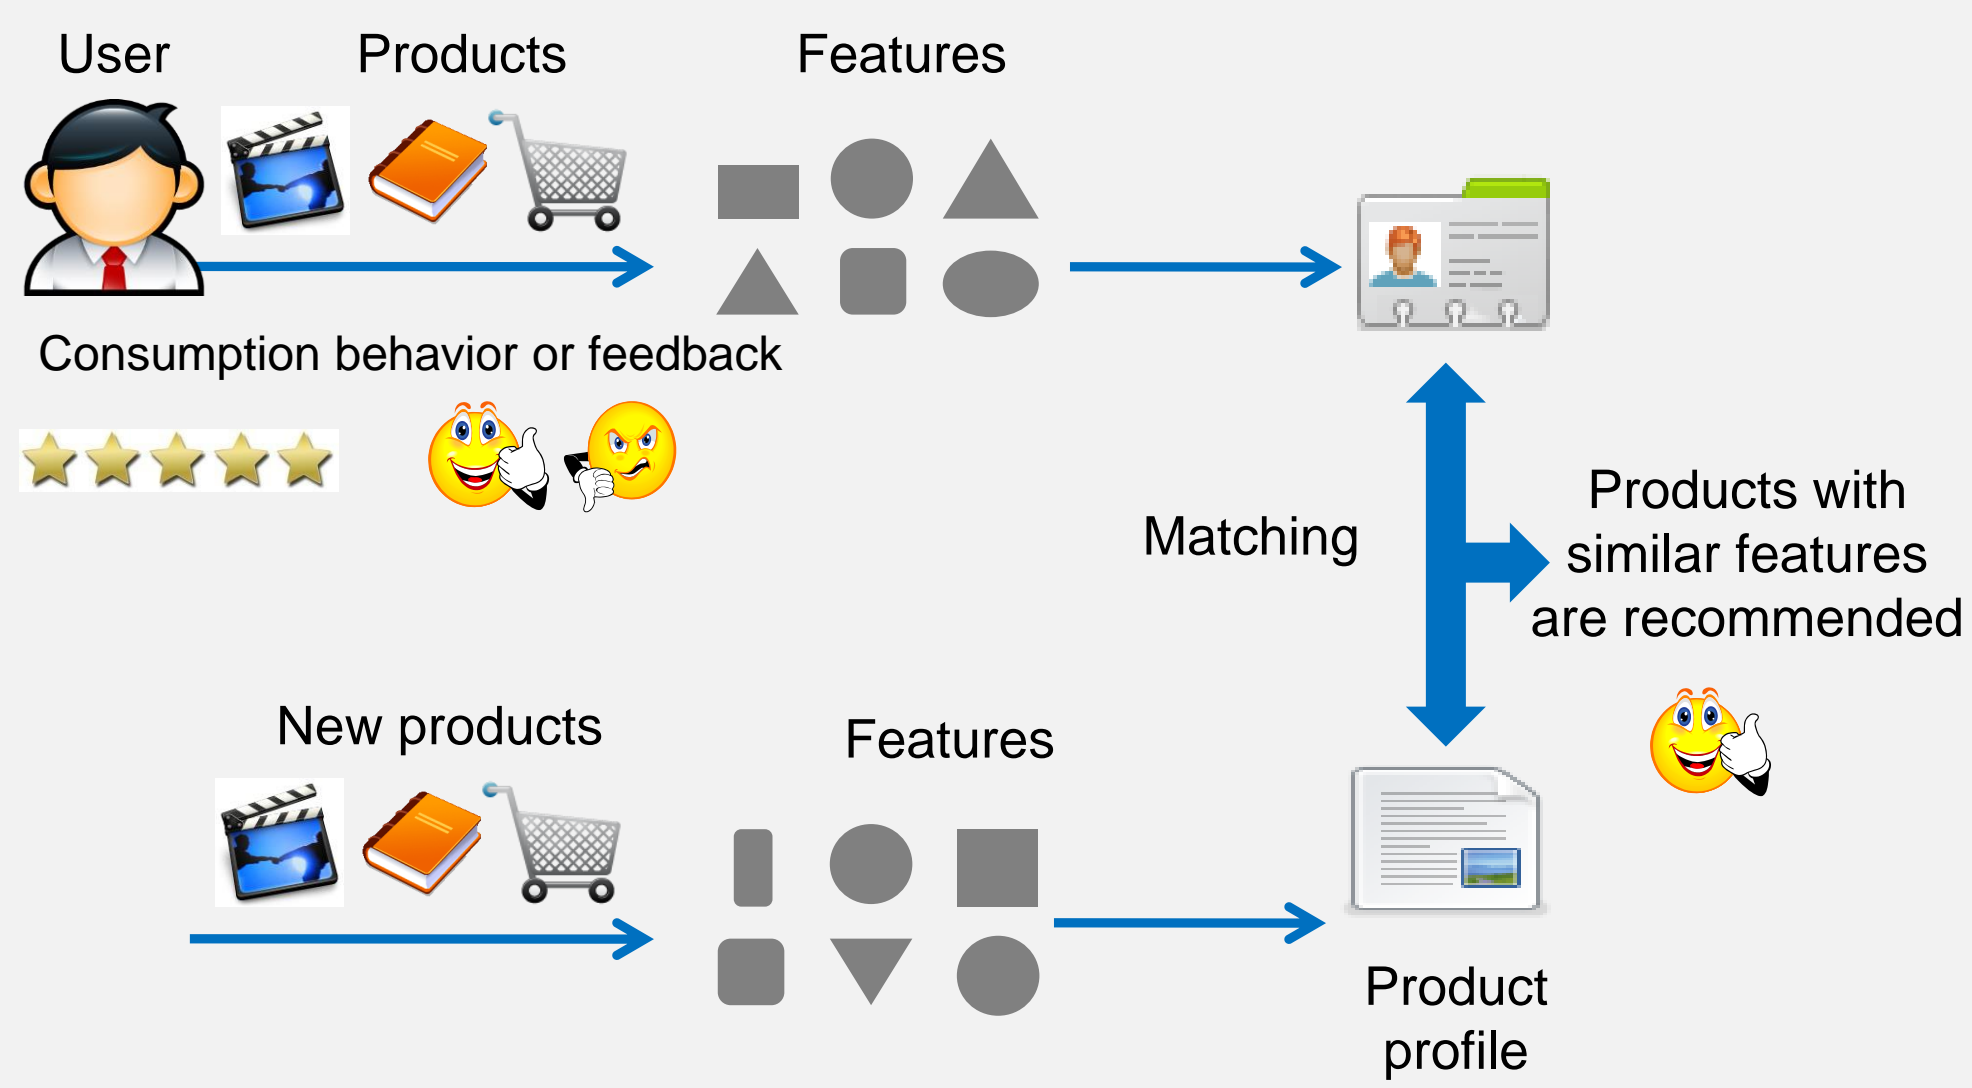 User
Products
Features
Consumption behavior or feedback
Matching
Products with
similar features
are recommended
New products
Features
Product
profile